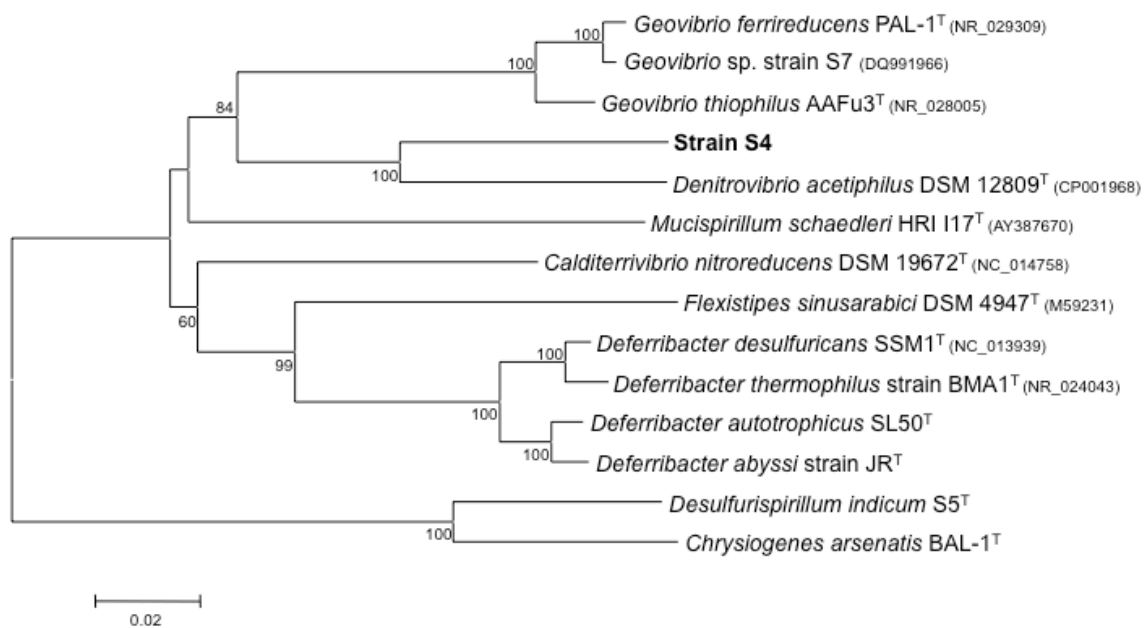 Geovibrio ferrireducens PAL-1ᵀ (NR_029309)
100
Geovibrio sp. strain S7 (DQ991966)
100
Geovibrio thiophilus AAFu3ᵀ (NR_028005)
84
Strain S4
100
Denitrovibrio acetiphilus DSM 12809ᵀ (CP001968)
Mucispirillum schaedleri HRI I17ᵀ (AY387670)
Calditerrivibrio nitroreducens DSM 19672ᵀ (NC_014758)
Flexistipes sinusarabici DSM 4947ᵀ (M59231)
60
Deferribacter desulfuricans SSM1ᵀ (NC_013939)
100
99
Deferribacter thermophilus strain BMA1ᵀ (NR_024043)
100
Deferribacter autotrophicus SL50ᵀ
100
Deferribacter abyssi strain JRᵀ
Desulfurispirillum indicum S5ᵀ
100
Chrysiogenes arsenatis BAL-1ᵀ
0.02